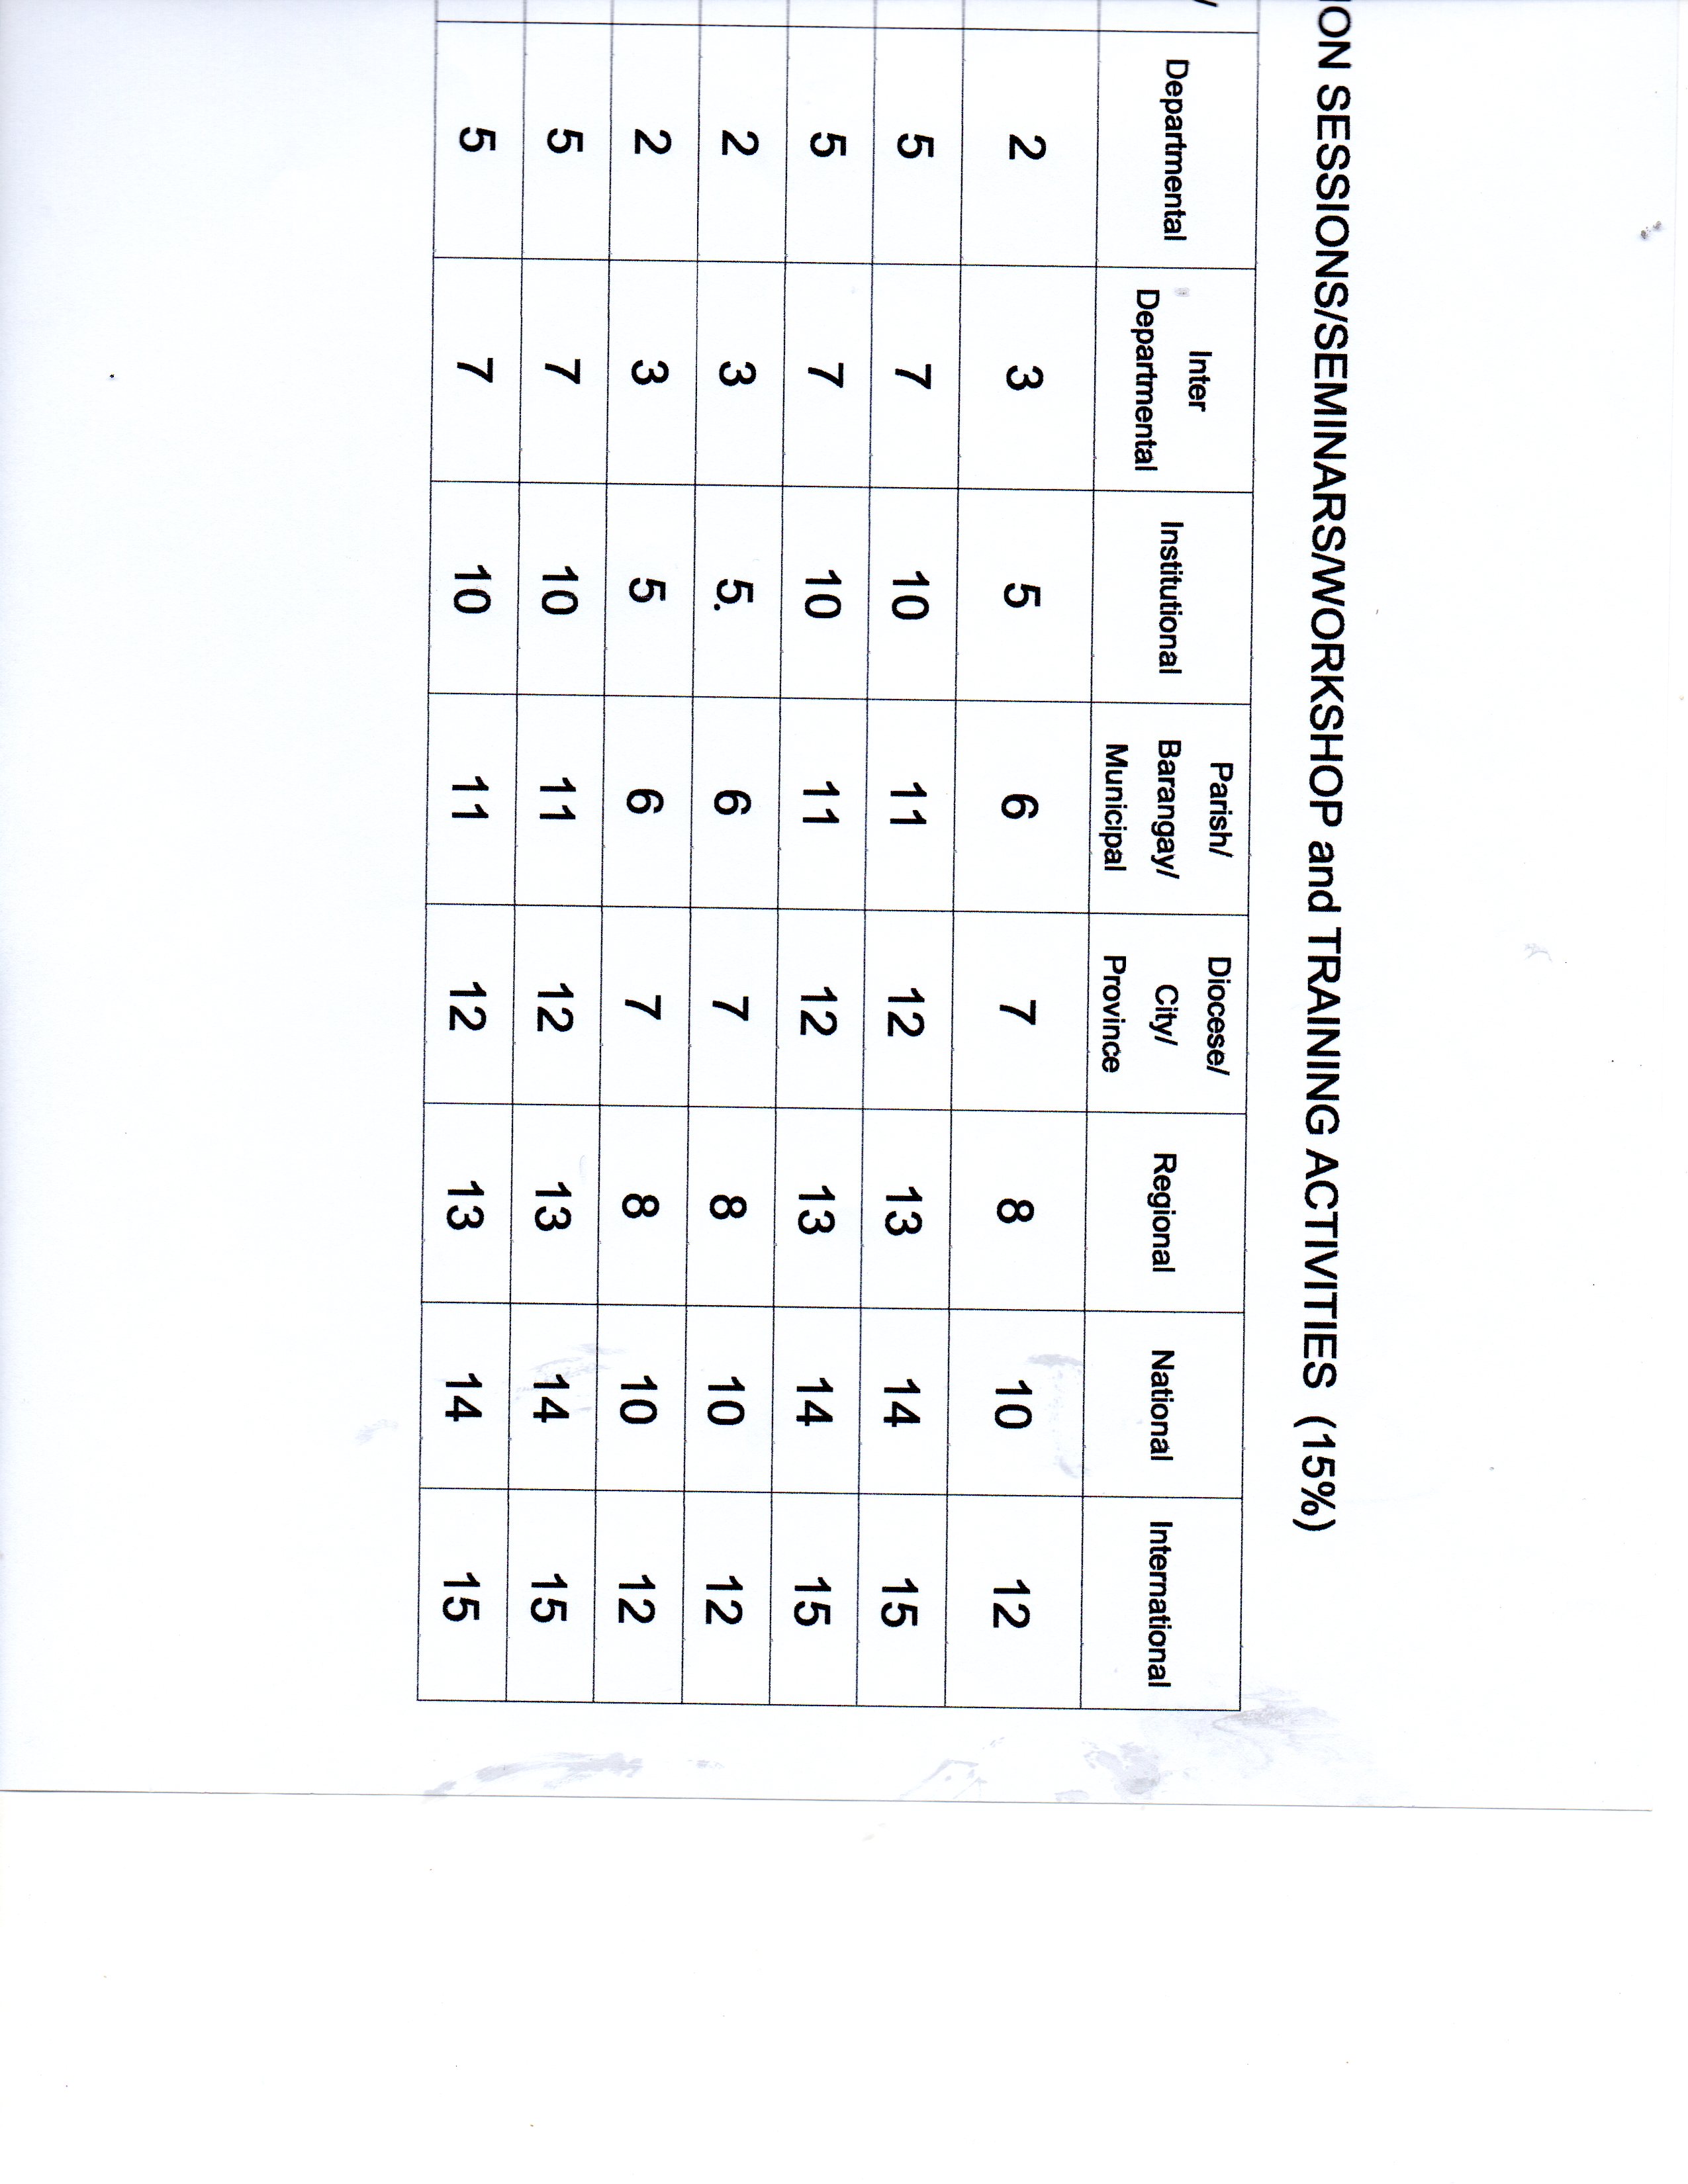 ON SESSIONS/SEMINARS/WORKSHOP and TRAINING ACTIVITIES (15%)
/ Departmental Inter Departmental Institutional Parish/ Barangay/ Municipal Diocese/ City/ Province Regional National International
2 3 5 6 7 8 10 12
5 7 10 11 12 13 14 15
5 7 10 11 12 13 14 15
2 3 5. 6 7 8 10 12
2 3 5 6 7 8 10 12
5 7 10 11 12 13 14 15
5 7 10 11 12 13 14 15